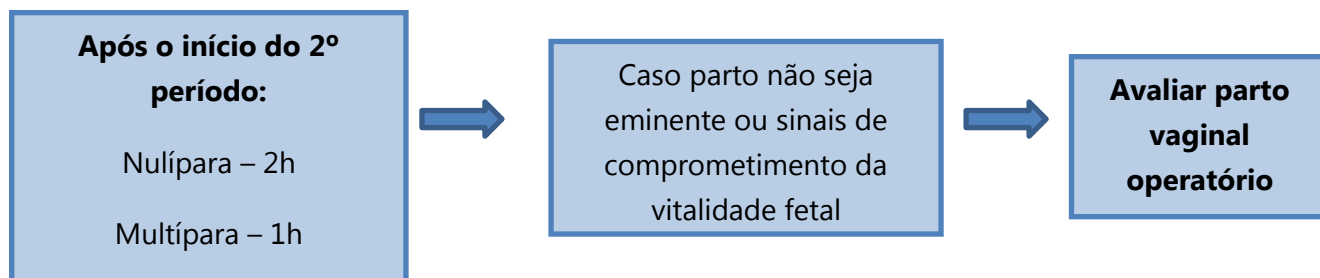 Após o início do 2º
período:
Nulípara – 2h
Multípara – 1h
Caso parto não seja
eminente ou sinais de
comprometimento da
vitalidade fetal
Avaliar parto
vaginal
operatório